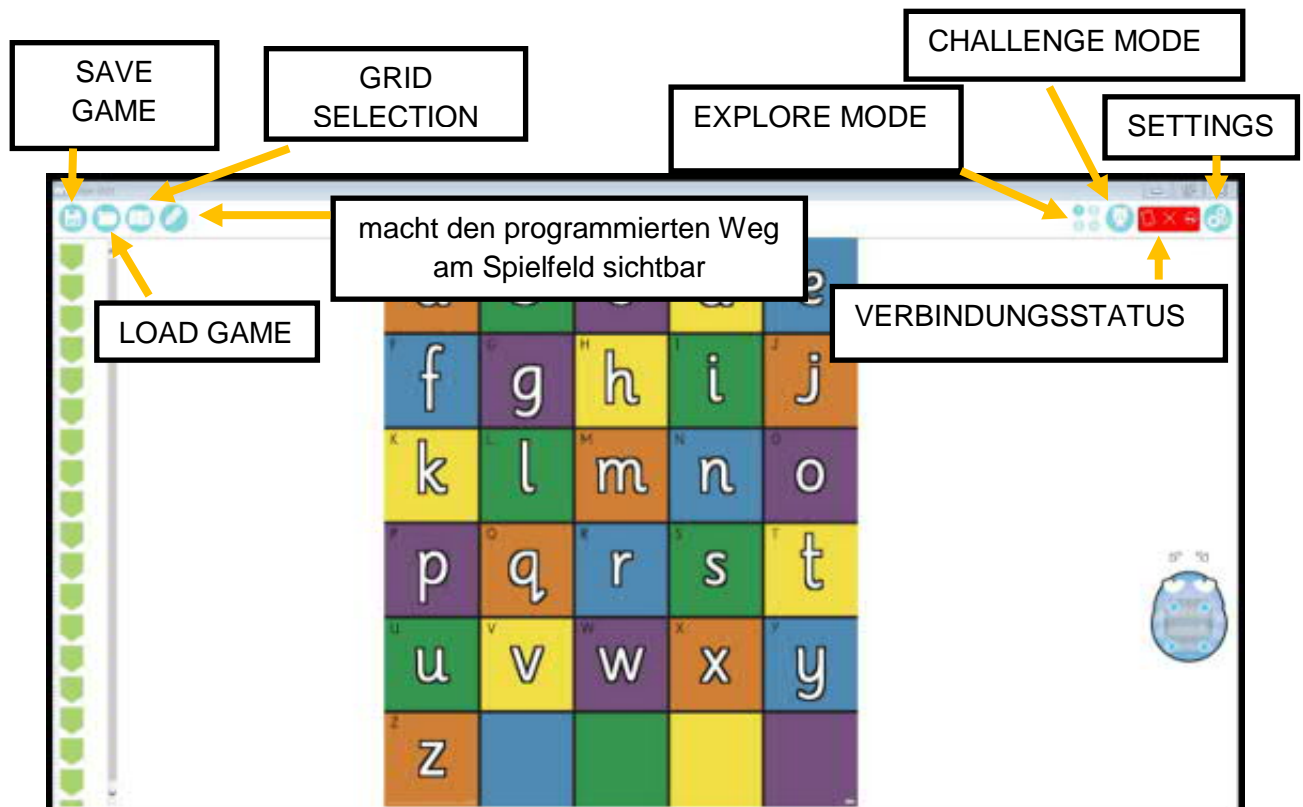 CHALLENGE MODE
SAVE
GAME
GRID
SELECTION
EXPLORE MODE
SETTINGS
macht den programmierten Weg
am Spielfeld sichtbar
LOAD GAME
VERBINDUNGSSTATUS
e
F G H I J
f g h i j
K L M N O
k l m n o
P Q R S T
p q r s t
U V W X Y
u v w x y
Z
z